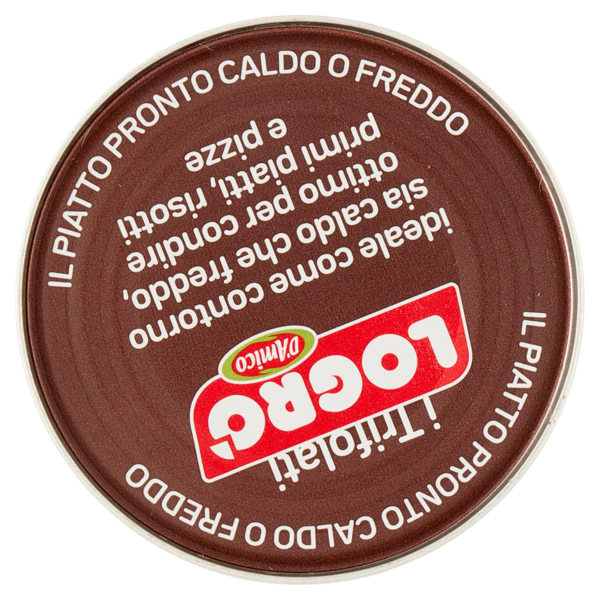 IL PIATTO PRONTO CALDO O FREDDO
i Trifolati
LOGRÒ
D'Amico
ideale come contorno
sia caldo che freddo,
ottimo per condire
primi piatti, risotti
e pizze
IL PIATTO PRONTO CALDO O FREDDO